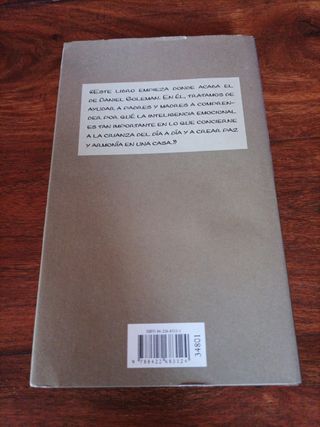 «ESTE LIBRO EMPIEZA DONDE ACABA EL
DE DANIEL GOLEMAN. EN ÉL, TRATAMOS DE
AYUDAR A PADRES Y MADRES A COMPREN-
DER POR QUÉ LA INTELIGENCIA EMOCIONAL
ES TAN IMPORTANTE EN LO QUE CONCIERNE
A LA CRIANZA DEL DÍA A DÍA Y A CREAR PAZ
Y ARMONÍA EN UNA CASA.»
ISBN
34801